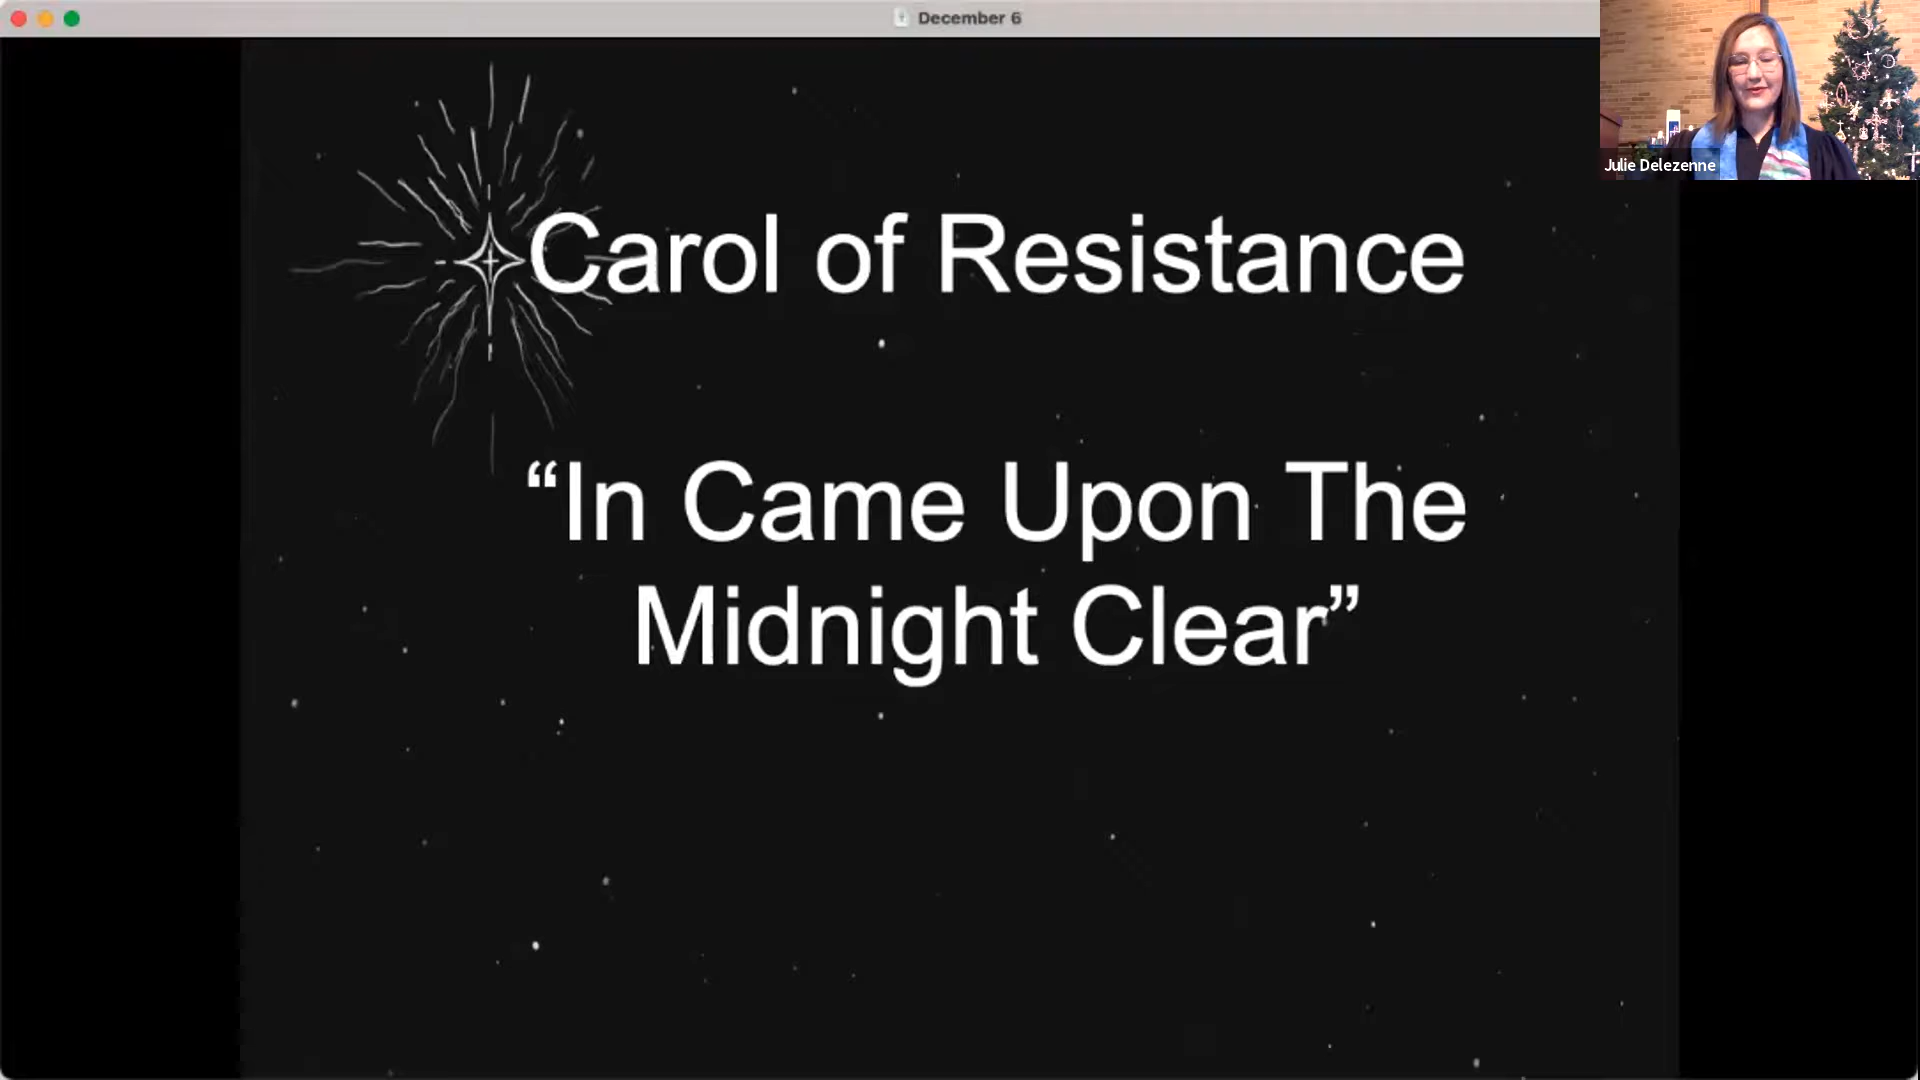 December 6
Julie Delezenne
Carol of Resistance
“In Came Upon The
Midnight Clear”